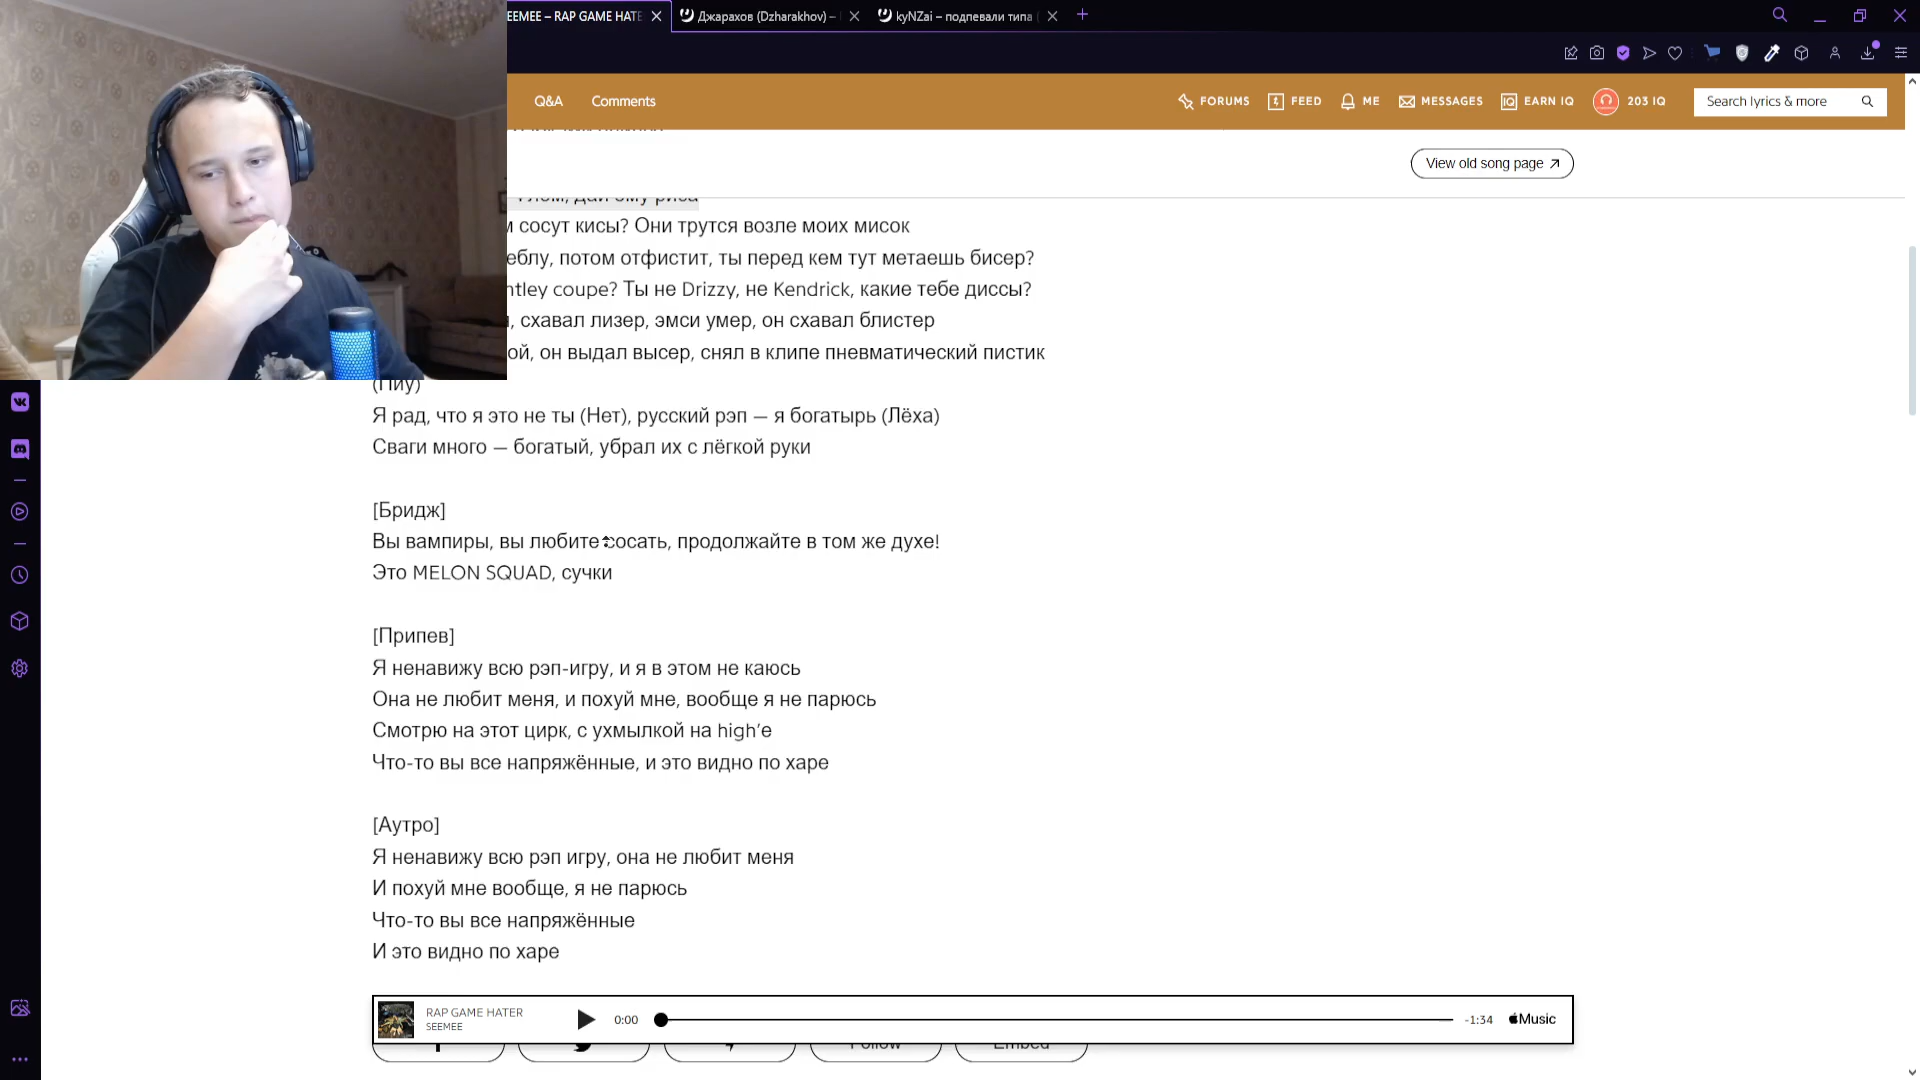 SEEMEE – RAP GAME HATE
Джарахов (Dzharakhov) –
kyNZai – подпевали типа
Q&A
Comments
FORUMS
FEED
ME
MESSAGES
EARN IQ
203 IQ
Search lyrics & more
View old song page
сосут кисы? Они трутся возле моих мисок
еблу, потом отфистит, ты перед кем тут метаешь бисер?
ntley coupe? Ты не Drizzy, не Kendrick, какие тебе диссы?
, схавал лизер, эмси умер, он схавал блистер
ой, он выдал высер, снял в клипе пневматический пистик
(Пиу)
Я рад, что я это не ты (Нет), русский рэп — я богатырь (Лёха)
Сваги много — богатый, убрал их с лёгкой руки
[Бридж]
Вы вампиры, вы любите сосать, продолжайте в том же духе!
Это MELON SQUAD, сучки
[Припев]
Я ненавижу всю рэп-игру, и я в этом не каюсь
Она не любит меня, и похуй мне, вообще я не парюсь
Смотрю на этот цирк, с ухмылкой на high’е
Что-то вы все напряжённые, и это видно по харе
[Аутро]
Я ненавижу всю рэп игру, она не любит меня
И похуй мне вообще, я не парюсь
Что-то вы все напряжённые
И это видно по харе
RAP GAME HATER
SEEMEE
0:00
-1:34
Music
Follow
Embed